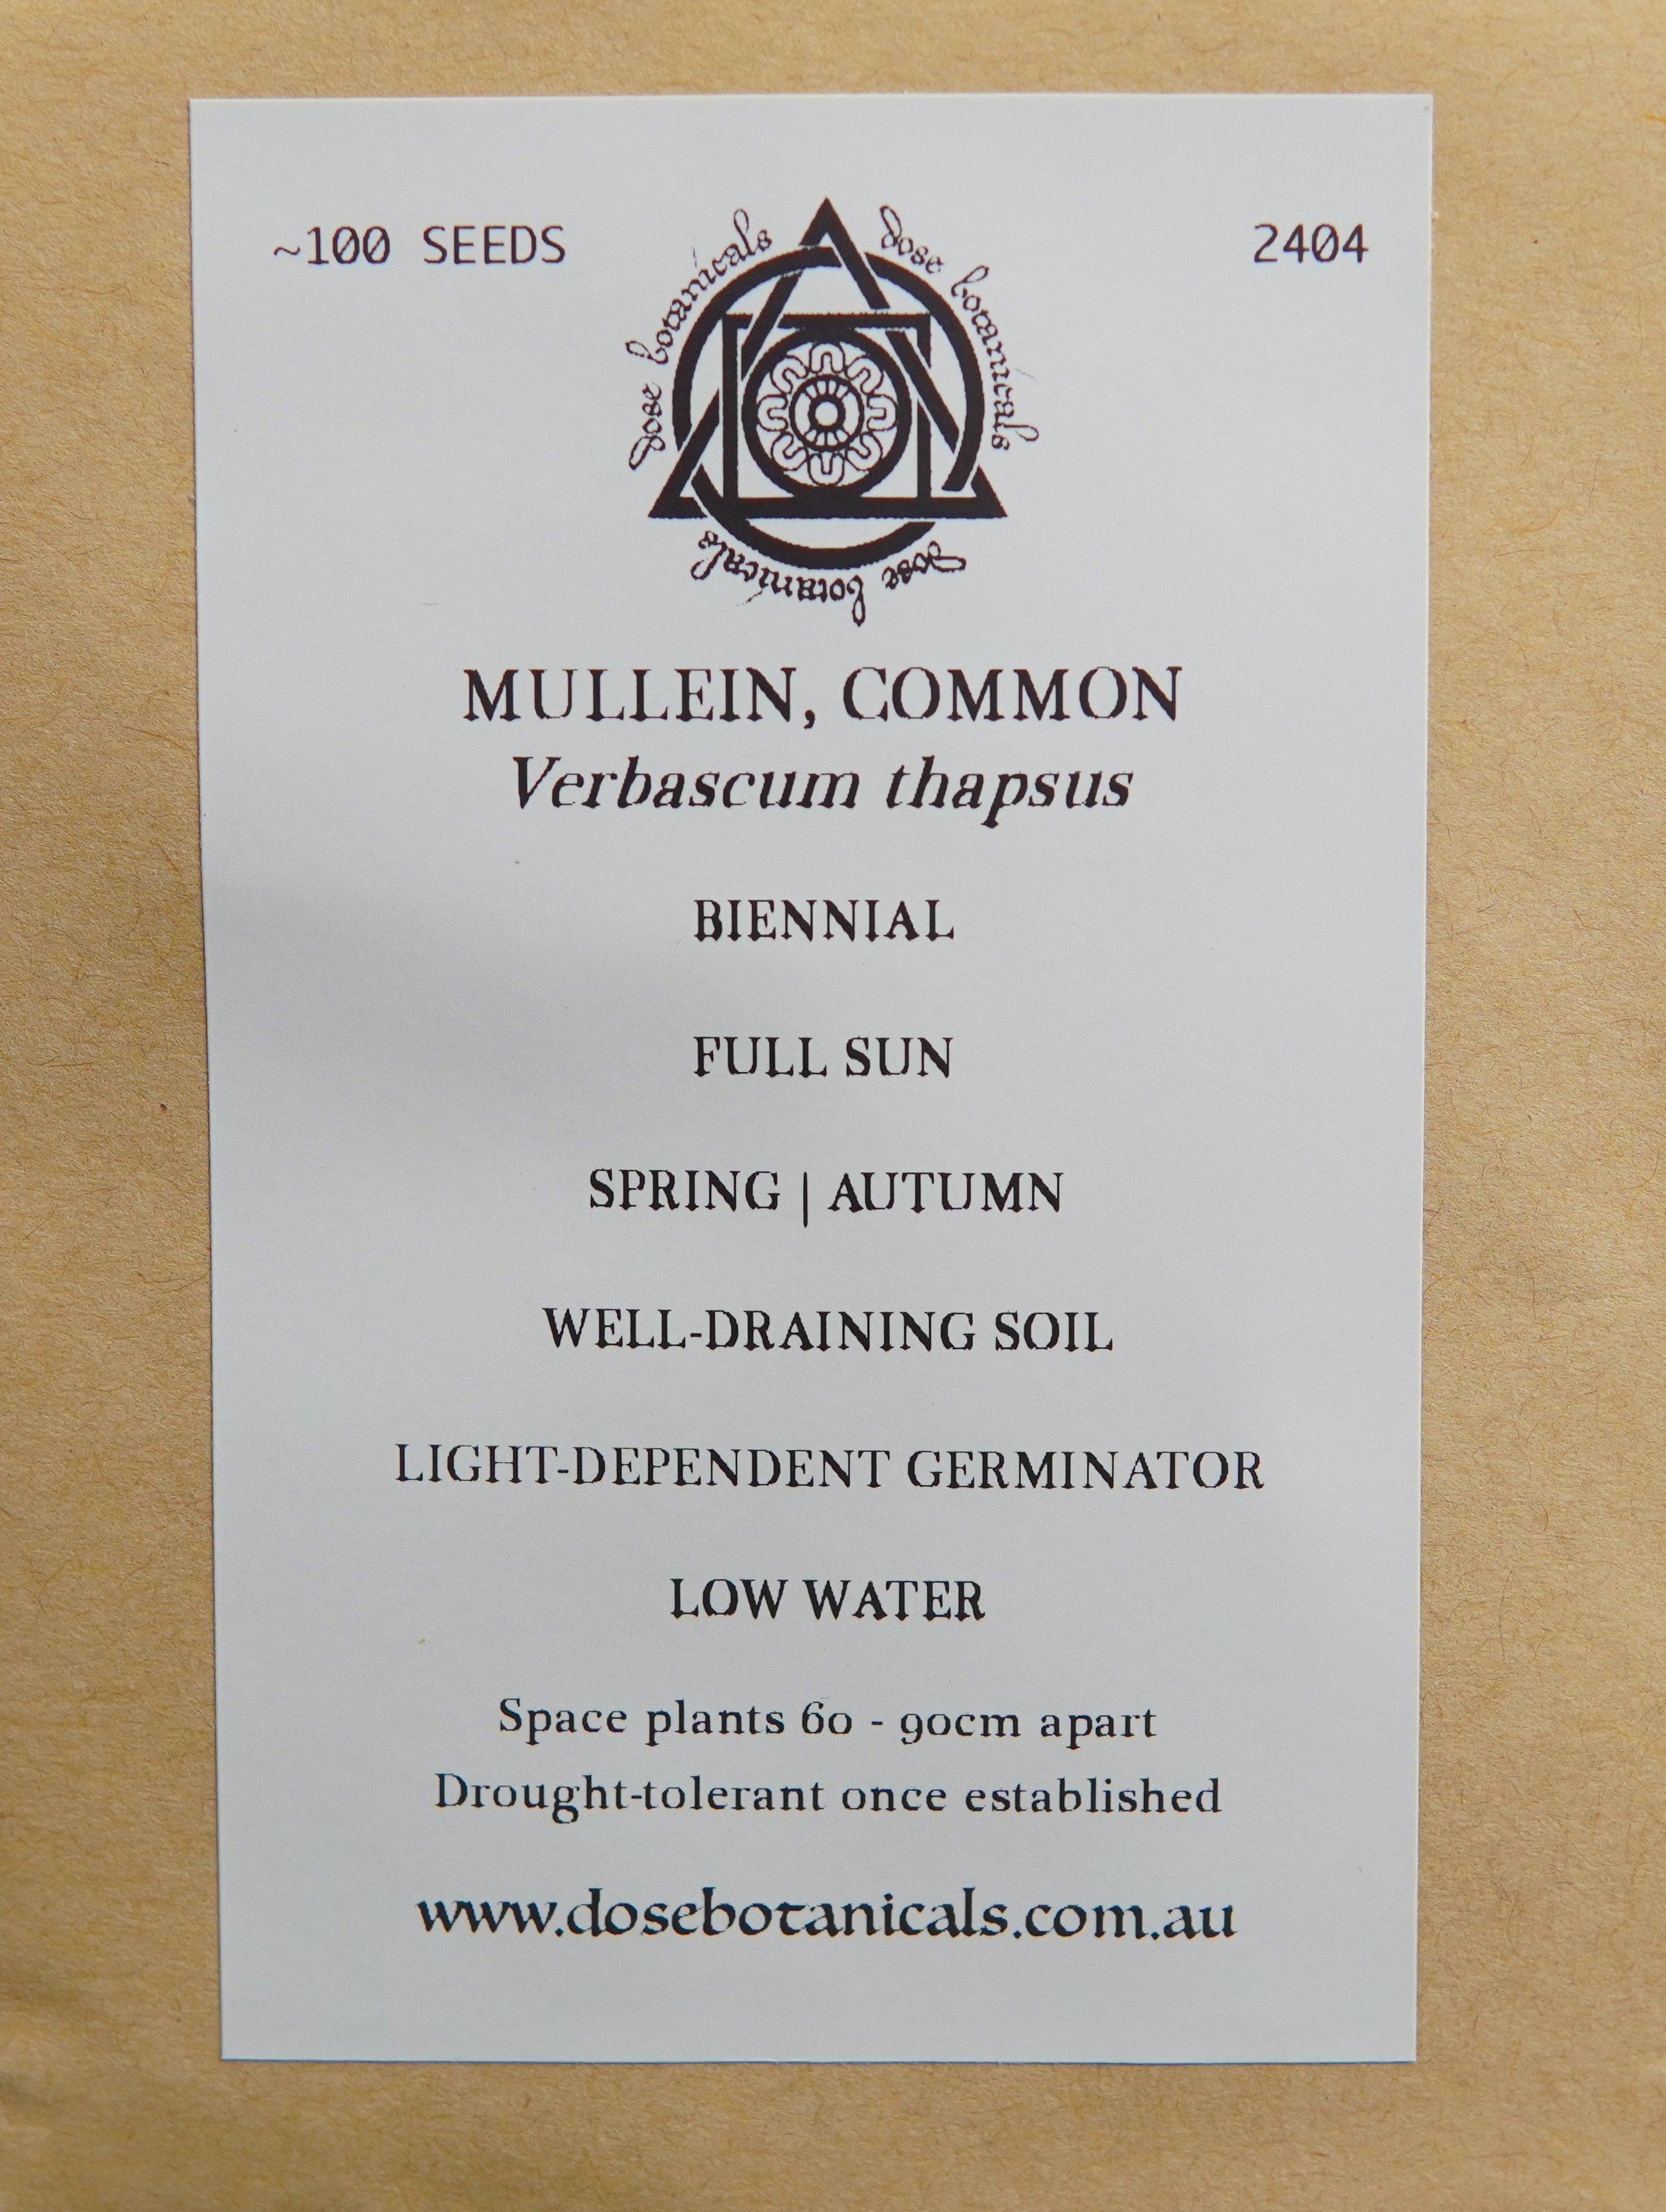 ~100 SEEDS
2404
dose botanicals
dose botanicals
dose botanicals
MULLEIN, COMMON
Verbascum thapsus
BIENNIAL
FULL SUN
SPRING | AUTUMN
WELL-DRAINING SOIL
LIGHT-DEPENDENT GERMINATOR
LOW WATER
Space plants 60 - 90cm apart
Drought-tolerant once established
www.dosebotanicals.com.au